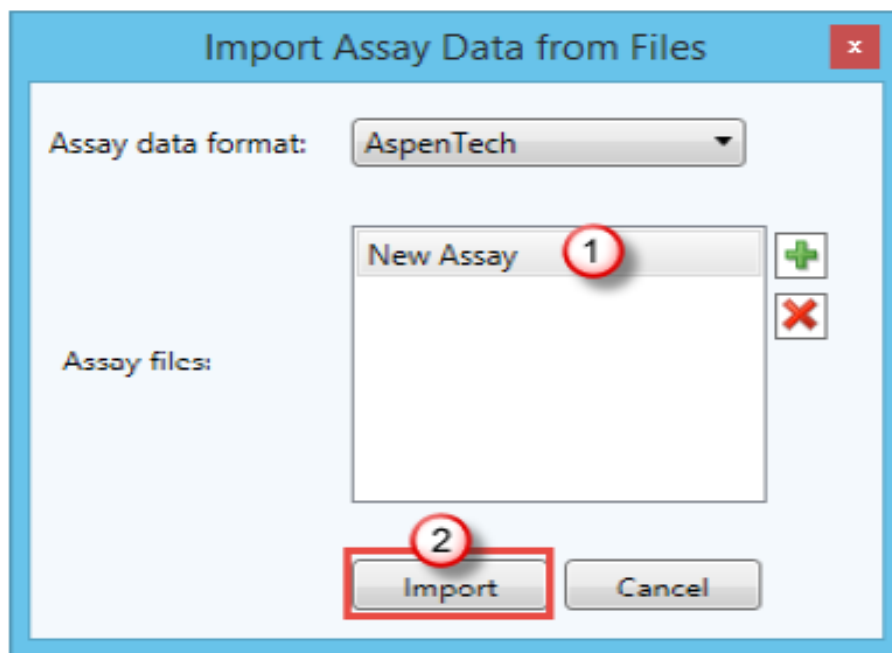 Import Assay Data from Files
x
Assay data format: AspenTech
New Assay 1
Assay files:
2
Import Cancel